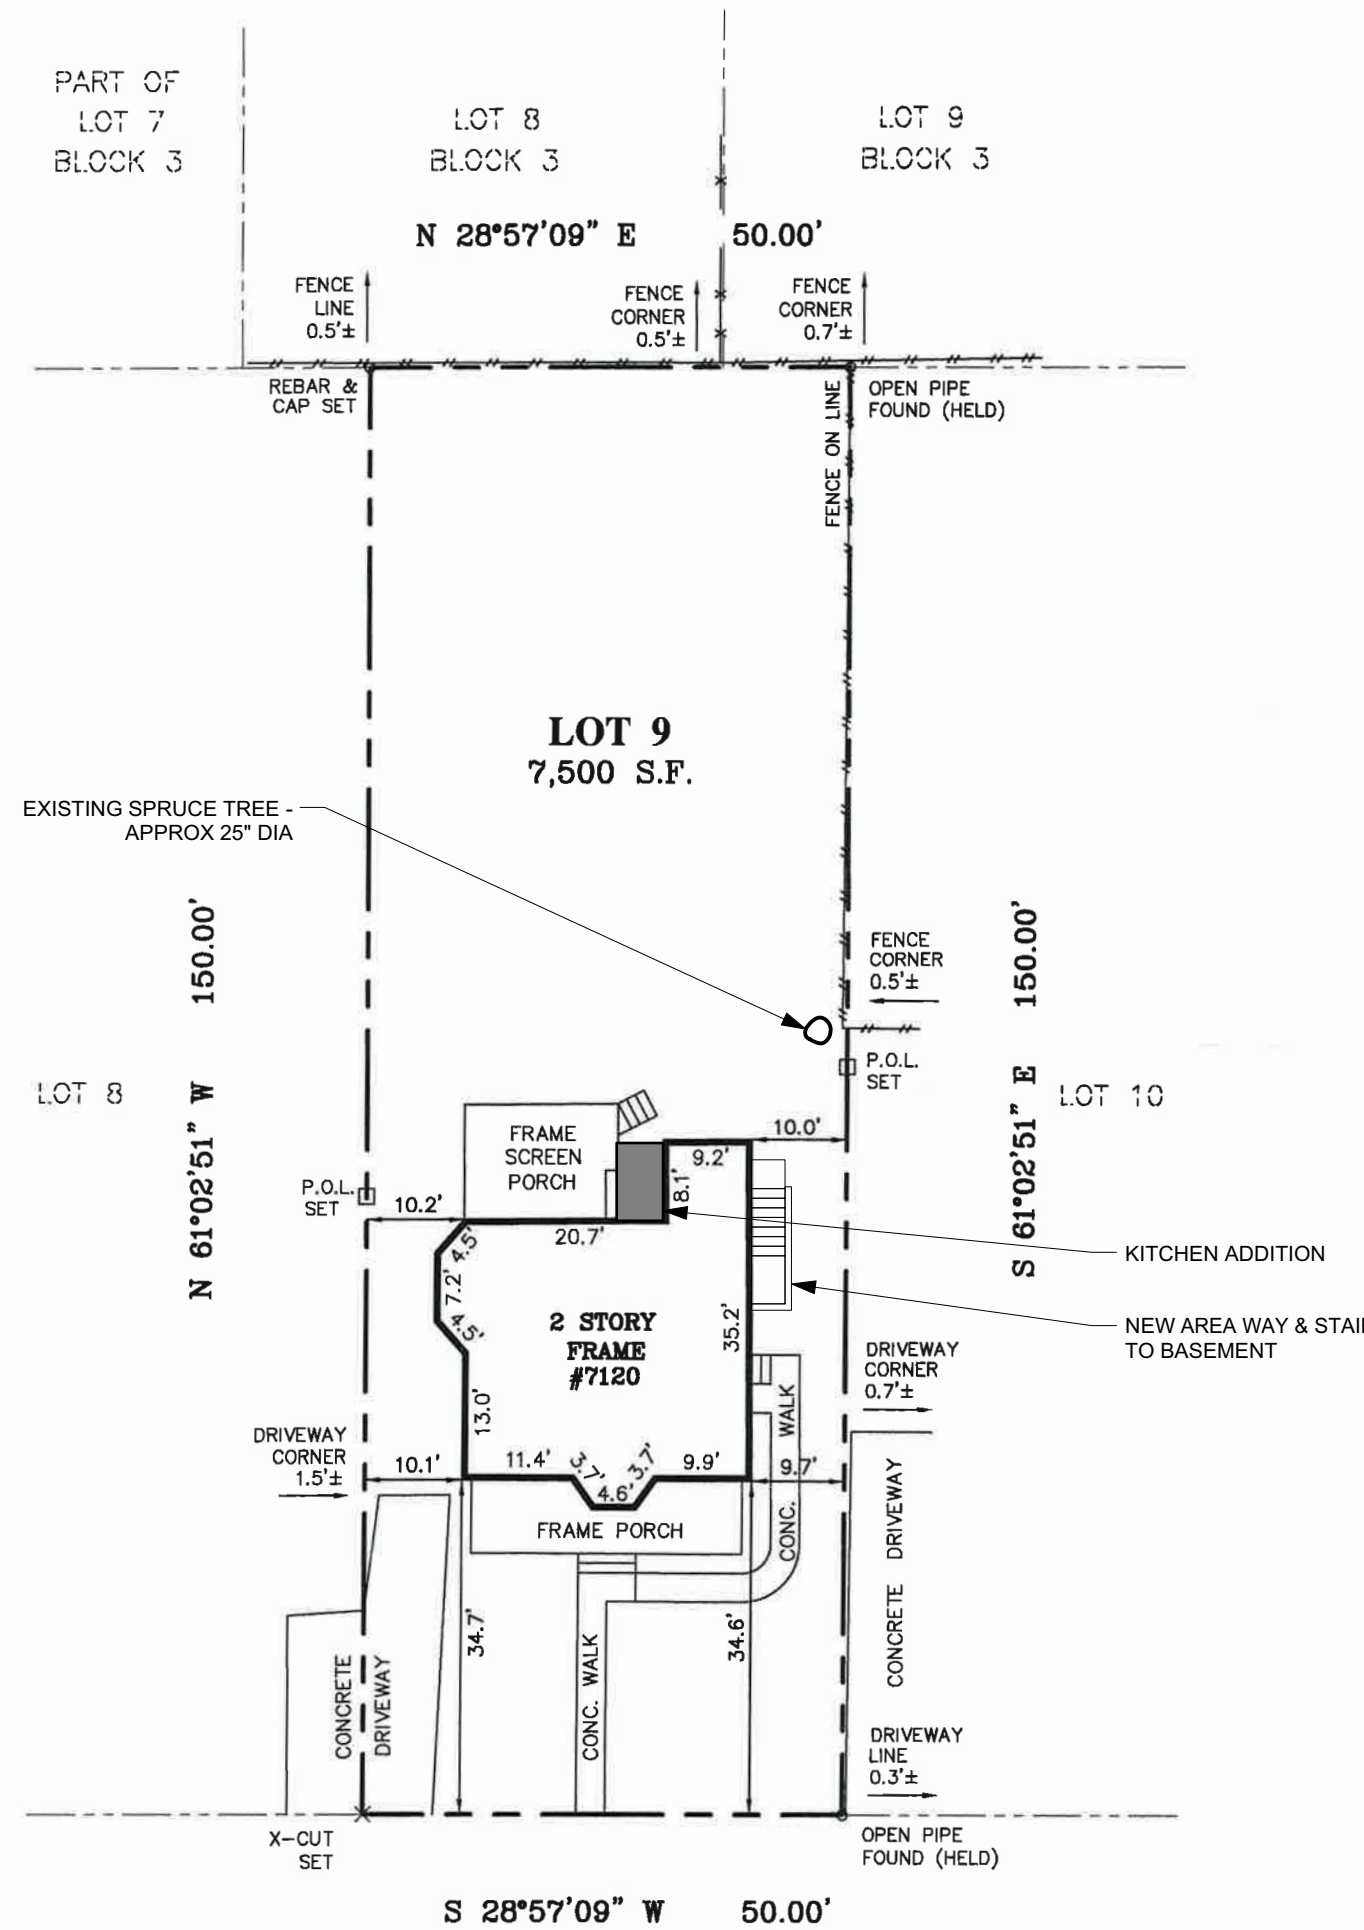 PART OF
LOT 7
BLOCK 3
LOT 8
BLOCK 3
LOT 9
BLOCK 3
N 28°57'09" E 50.00'
FENCE
LINE
0.5'±
FENCE
CORNER
0.5'±
FENCE
CORNER
0.7'±
REBAR &
CAP SET
OPEN PIPE
FOUND (HELD)
FENCE ON LINE
LOT 9
7,500 S.F.
EXISTING SPRUCE TREE -
APPROX 25" DIA
N 61°02'51" W 150.00'
FENCE
CORNER
0.5'±
S 61°02'51" E 150.00'
P.O.L.
SET
LOT 8
LOT 10
FRAME
SCREEN
PORCH
10.0'
9.2'
8.1'
P.O.L.
SET
10.2'
4.5'
20.7'
7.2'
4.5'
KITCHEN ADDITION
2 STORY
FRAME
#7120
35.2'
NEW AREA WAY & STAI
TO BASEMENT
DRIVEWAY
CORNER
0.7'±
13.0'
CONC. WALK
DRIVEWAY
CORNER
1.5'±
10.1'
11.4'
3.7'
4.6'
3.7'
9.9'
9.7'
FRAME PORCH
CONCRETE DRIVEWAY
34.7'
34.6'
CONC. WALK
CONCRETE
DRIVEWAY
DRIVEWAY
LINE
0.3'±
X-CUT
SET
OPEN PIPE
FOUND (HELD)
S 28°57'09" W 50.00'